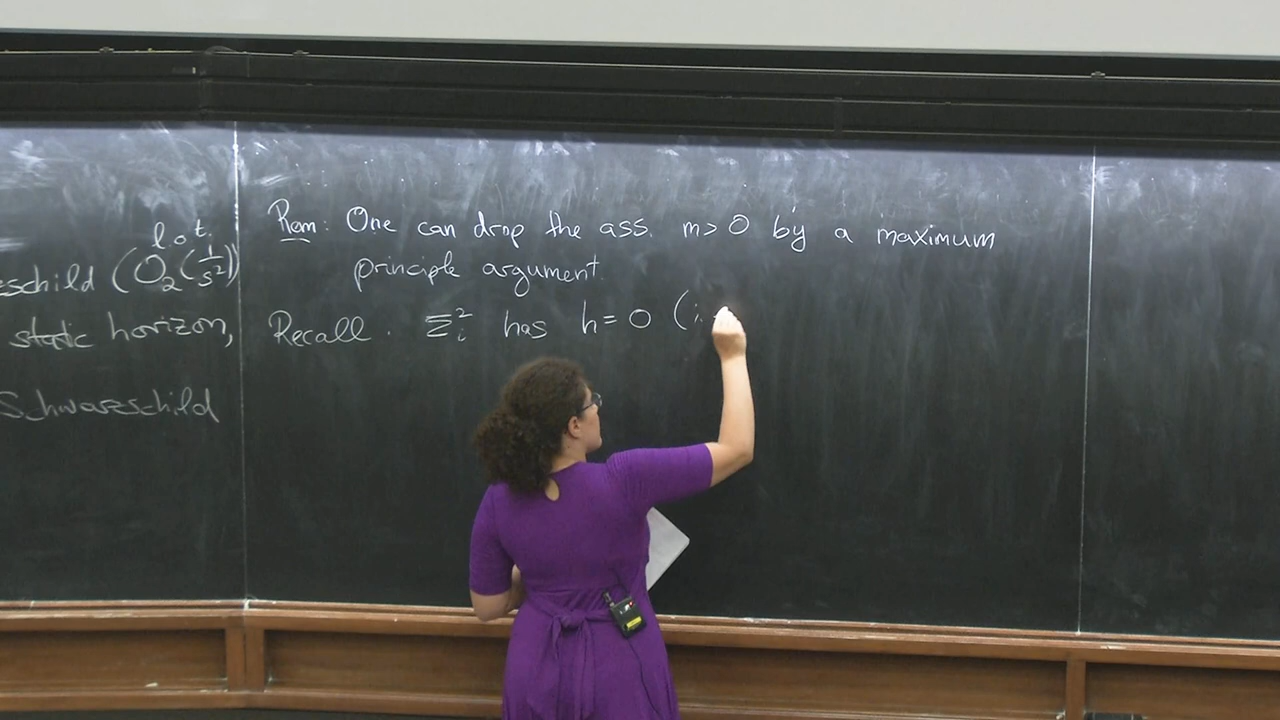 l.o.t.
eschild (O₂(1/s²))
static horizon,
Schwarzschild
Rem: One can drop the ass. m>0 by a maximum
principle argument.
Recall. Σᵢ² has h=0 (i.